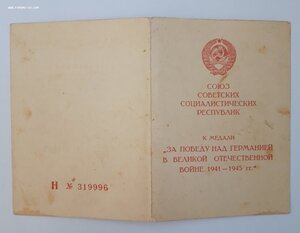 Н № 319996
СОЮЗ
СОВЕТСКИХ
СОЦИАЛИСТИЧЕСКИХ
РЕСПУБЛИК
К МЕДАЛИ
„ЗА ПОБЕДУ НАД ГЕРМАНИЕЙ
В ВЕЛИКОЙ ОТЕЧЕСТВЕННОЙ
ВОЙНЕ 1941—1945 гг."